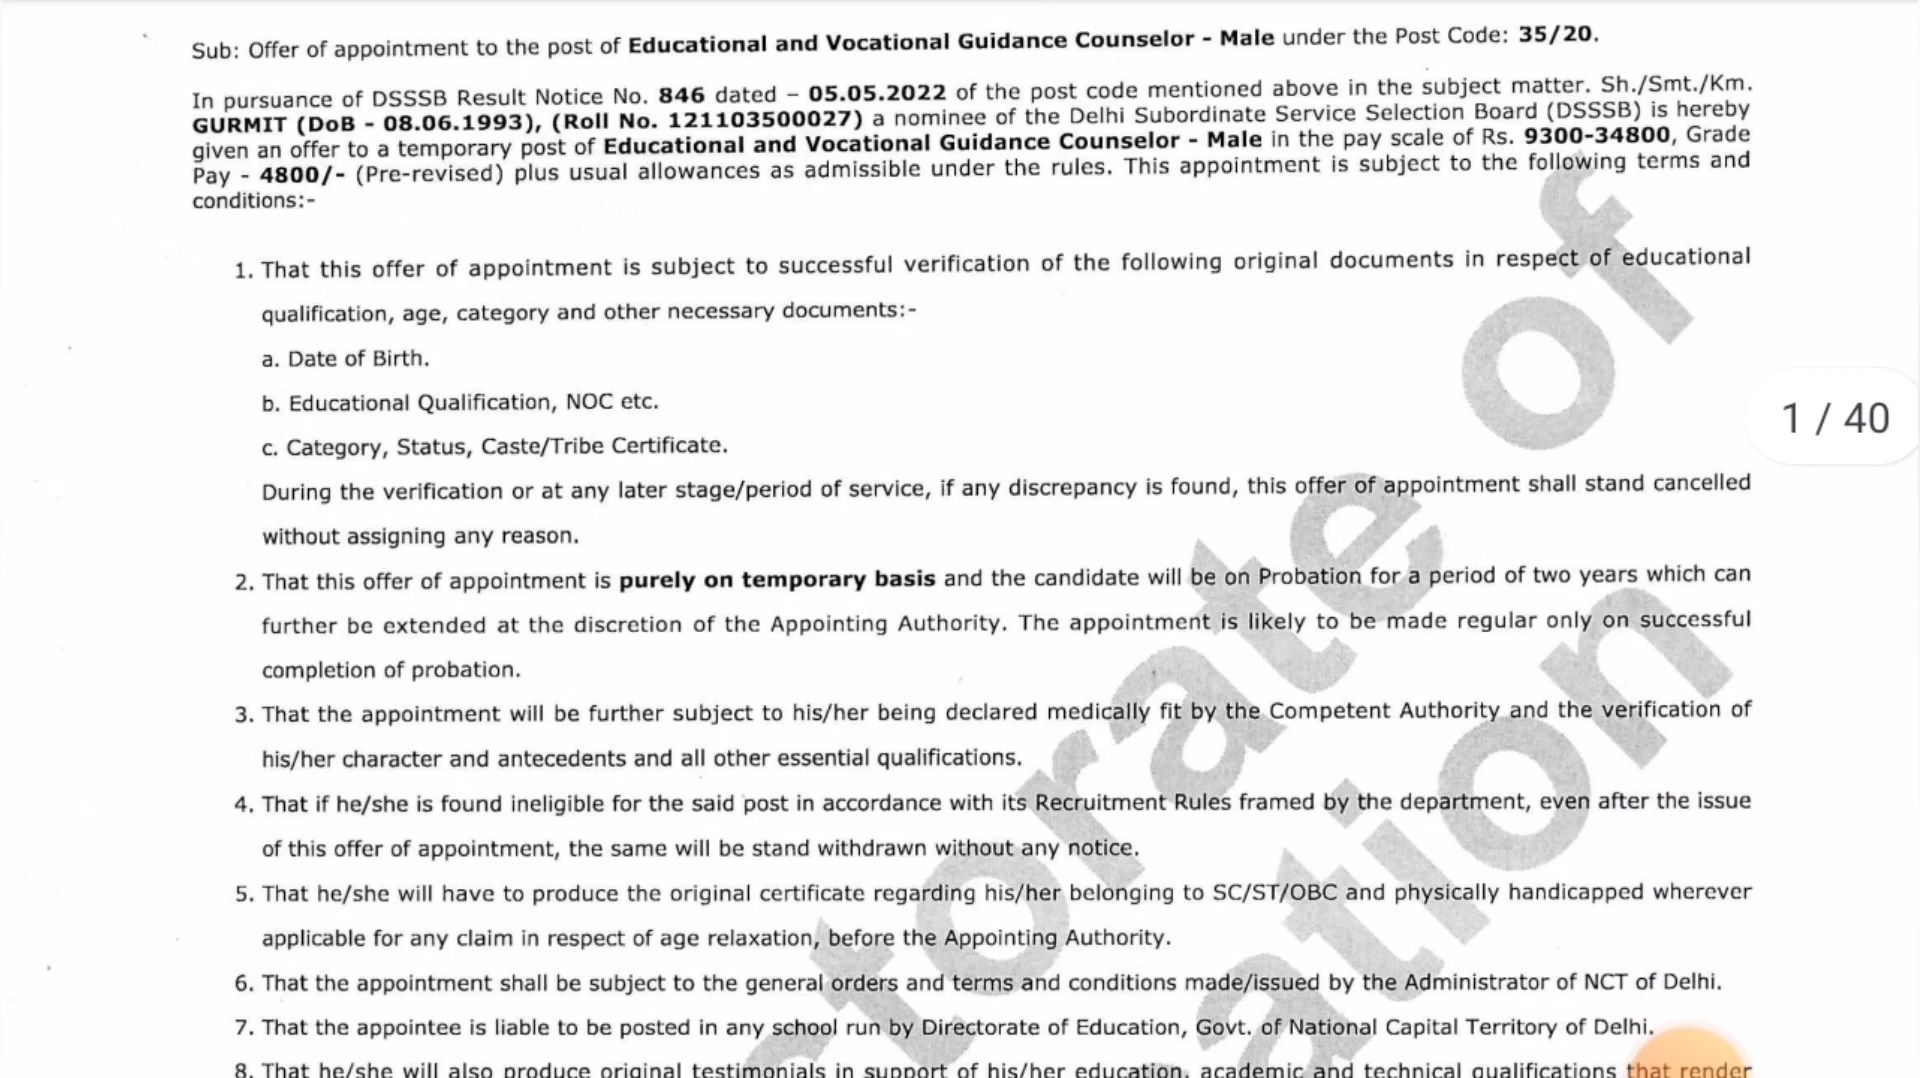 Sub: Offer of appointment to the post of Educational and Vocational Guidance Counselor - Male under the Post Code: 35/20.
In pursuance of DSSSB Result Notice No. 846 dated – 05.05.2022 of the post code mentioned above in the subject matter. Sh./Smt./Km.
GURMIT (DoB - 08.06.1993), (Roll No. 121103500027) a nominee of the Delhi Subordinate Service Selection Board (DSSSB) is hereby
given an offer to a temporary post of Educational and Vocational Guidance Counselor - Male in the pay scale of Rs. 9300-34800, Grade
Pay - 4800/- (Pre-revised) plus usual allowances as admissible under the rules. This appointment is subject to the following terms and
conditions:-
1. That this offer of appointment is subject to successful verification of the following original documents in respect of educational
qualification, age, category and other necessary documents:-
a. Date of Birth.
b. Educational Qualification, NOC etc.
c. Category, Status, Caste/Tribe Certificate.
During the verification or at any later stage/period of service, if any discrepancy is found, this offer of appointment shall stand cancelled
without assigning any reason.
2. That this offer of appointment is purely on temporary basis and the candidate will be on Probation for a period of two years which can
further be extended at the discretion of the Appointing Authority. The appointment is likely to be made regular only on successful
completion of probation.
3. That the appointment will be further subject to his/her being declared medically fit by the Competent Authority and the verification of
his/her character and antecedents and all other essential qualifications.
4. That if he/she is found ineligible for the said post in accordance with its Recruitment Rules framed by the department, even after the issue
of this offer of appointment, the same will be stand withdrawn without any notice.
5. That he/she will have to produce the original certificate regarding his/her belonging to SC/ST/OBC and physically handicapped wherever
applicable for any claim in respect of age relaxation, before the Appointing Authority.
6. That the appointment shall be subject to the general orders and terms and conditions made/issued by the Administrator of NCT of Delhi.
7. That the appointee is liable to be posted in any school run by Directorate of Education, Govt. of National Capital Territory of Delhi.
8. That he/she will also produce original testimonials in support of his/her education, academic and technical qualifications that render
1 / 40
torate of
ation